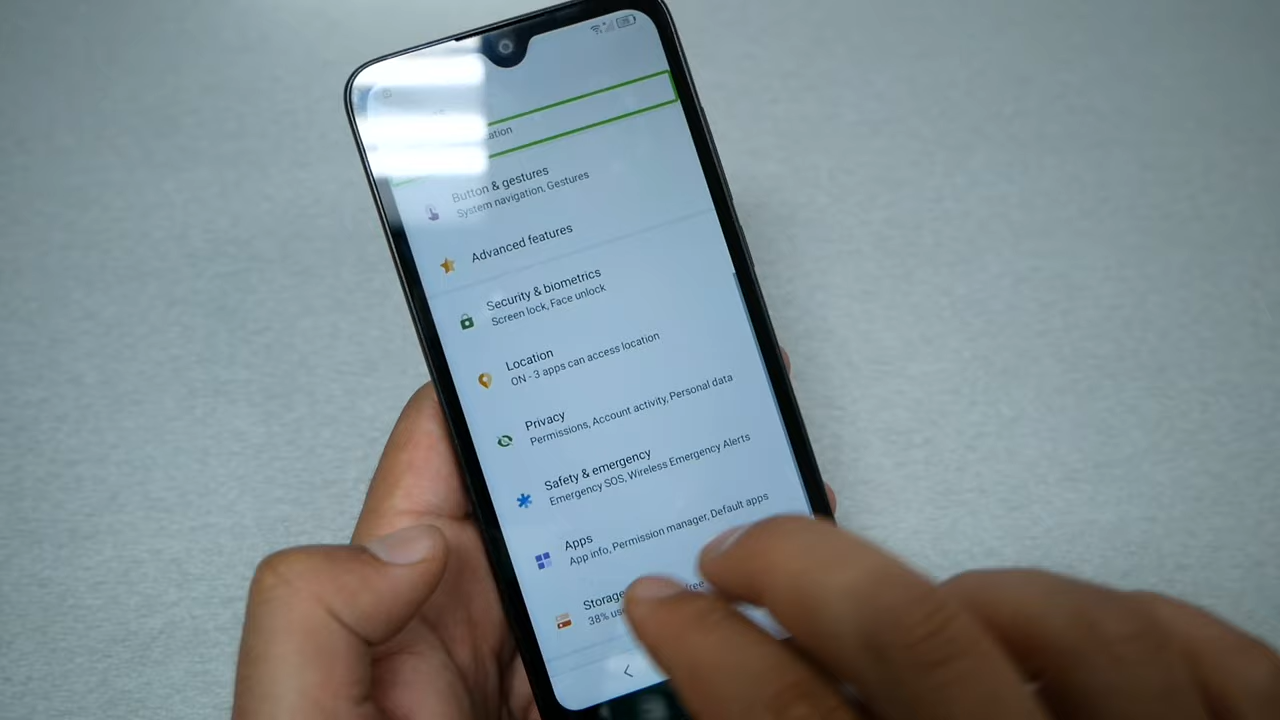 Button & gestures
System navigation, Gestures
Advanced features
Security & biometrics
Screen lock, Face unlock
Location
ON - 3 apps can access location
Privacy
Permissions, Account activity, Personal data
Safety & emergency
Emergency SOS, Wireless Emergency Alerts
Apps
App info, Permission manager, Default apps
Storage
38% free